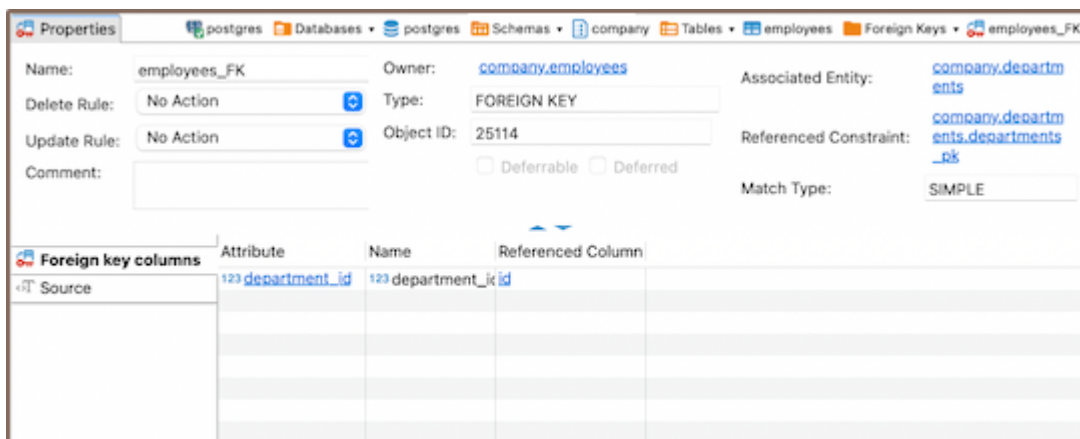 Properties postgres Databases postgres Schemas company Tables employees Foreign Keys employees_FK
Name: employees_FK
Delete Rule: No Action
Update Rule: No Action
Comment:
Owner: company.employees
Type: FOREIGN KEY
Object ID: 25114
Deferrable Deferred
Associated Entity: company.departm
ents
Referenced Constraint: company.departm
ents.departments
_pk
Match Type: SIMPLE
Foreign key columns
Source
Attribute Name Referenced Column
123 department_id 123 department_ic id